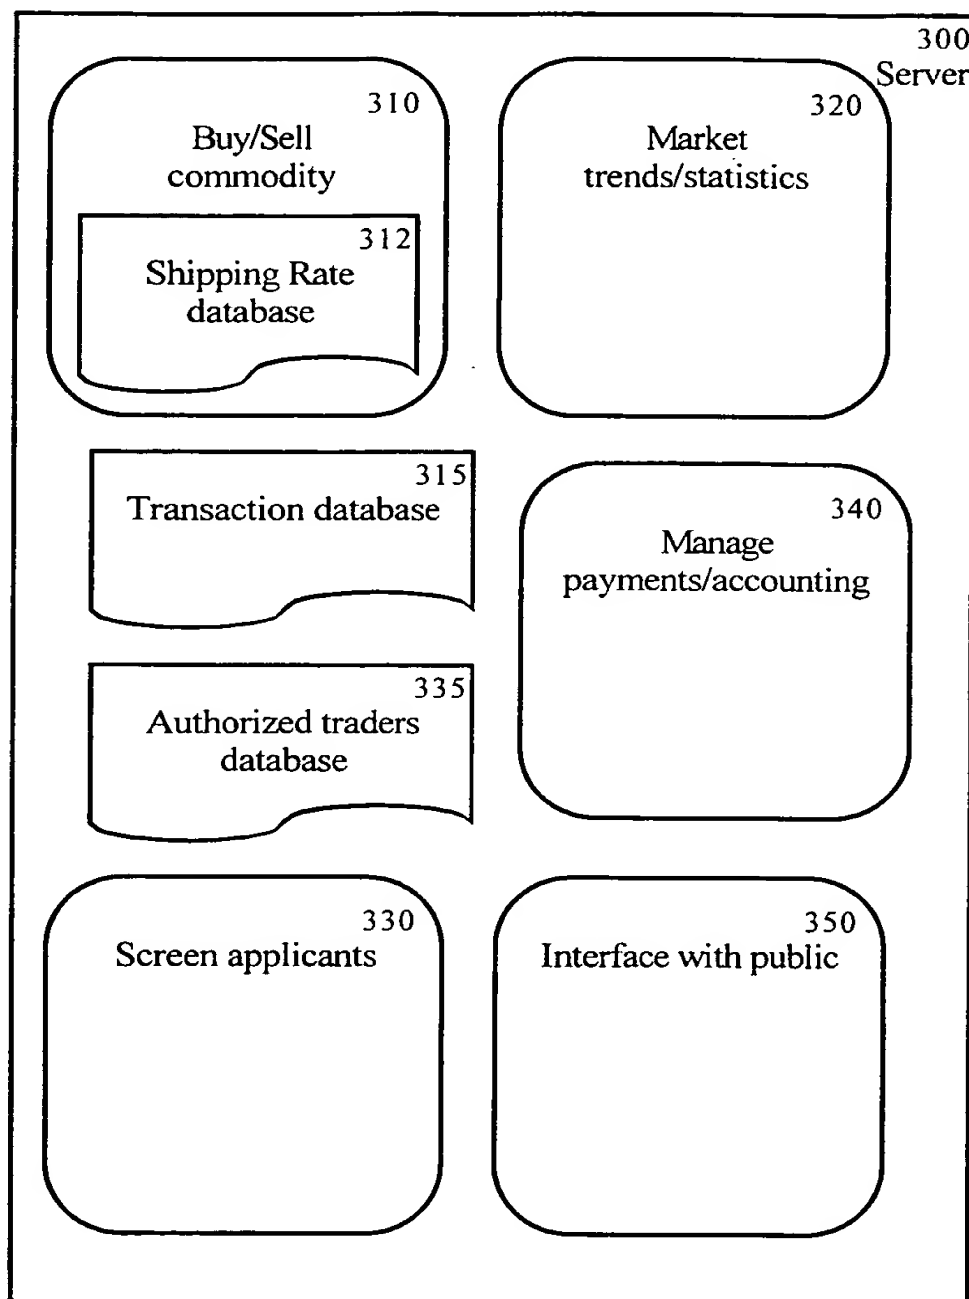 300
Server
310
Buy/Sell
commodity
312
Shipping Rate
database
320
Market
trends/statistics
315
Transaction database
340
Manage
payments/accounting
335
Authorized traders
database
330
Screen applicants
350
Interface with public